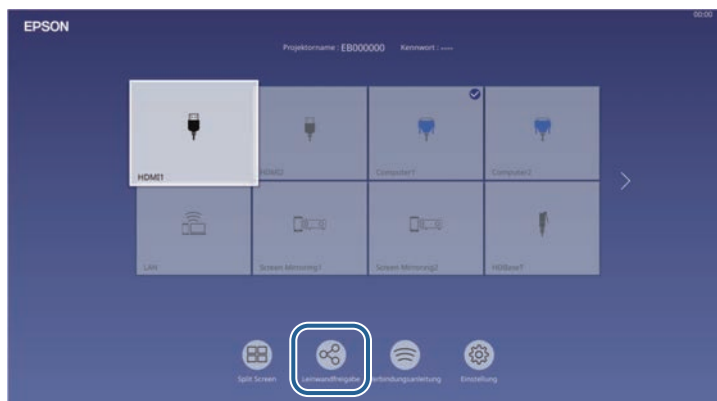 EPSON
00:00
Projektorname : EB000000 Kennwort : ----
HDMI1
HDMI2
Computer1
Computer2
LAN
Screen Mirroring1
Screen Mirroring2
HDBaseT
Split Screen
Leinwandfreigabe
Verbindungsanleitung
Einstellung